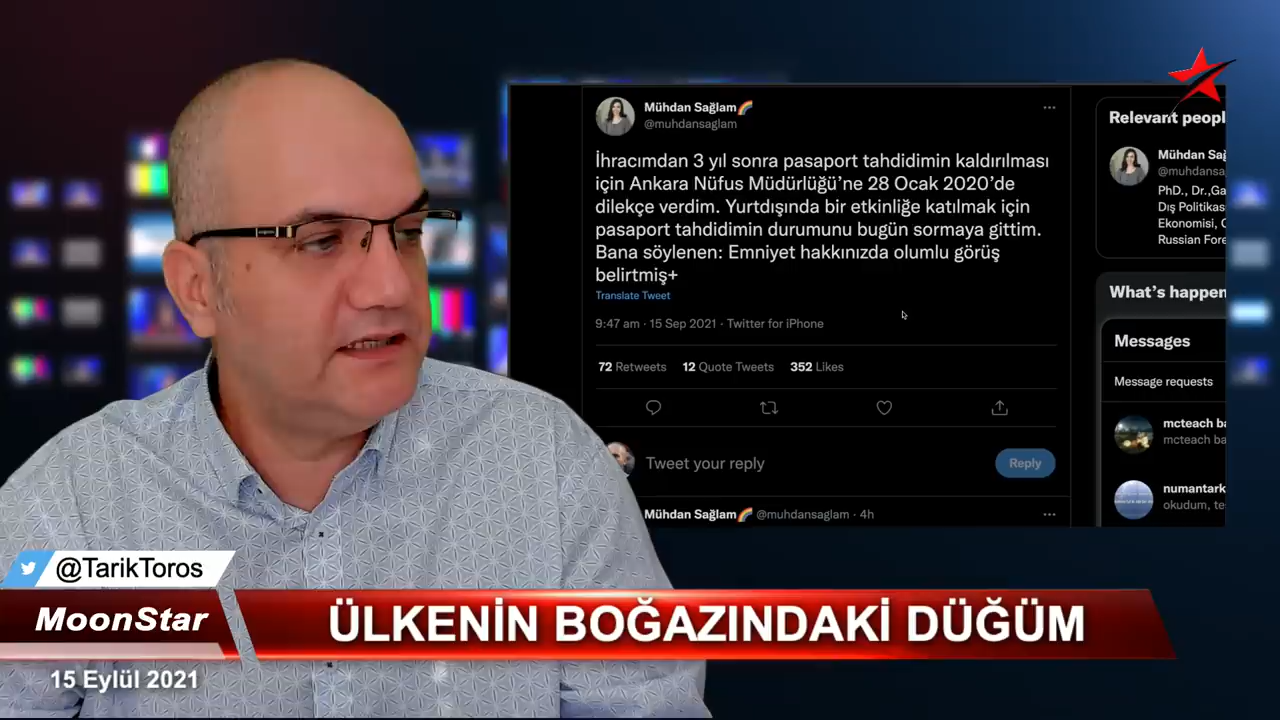 Mühdan Sağlam
@muhdansaglam
İhracımdan 3 yıl sonra pasaport tahdidimin kaldırılması
için Ankara Nüfus Müdürlüğü’ne 28 Ocak 2020’de
dilekçe verdim. Yurtdışında bir etkinliğe katılmak için
pasaport tahdidimin durumunu bugün sormaya gittim.
Bana söylenen: Emniyet hakkınızda olumlu görüş
belirtmiş+
Translate Tweet
9:47 am · 15 Sep 2021 · Twitter for iPhone
72 Retweets 12 Quote Tweets 352 Likes
Tweet your reply
Reply
Mühdan Sağlam @muhdansaglam · 4h
Relevant peopl
Mühdan Sağ
@muhdansa
PhD., Dr.,Ga
Dış Politikas
Ekonomisi, C
Russian Fore
What’s happen
Messages
Message requests
mcteach ba
mcteach ba
numantark
okudum, te
@TarikToros
MoonStar
ÜLKENİN BOĞAZINDAKİ DÜĞÜM
15 Eylül 2021